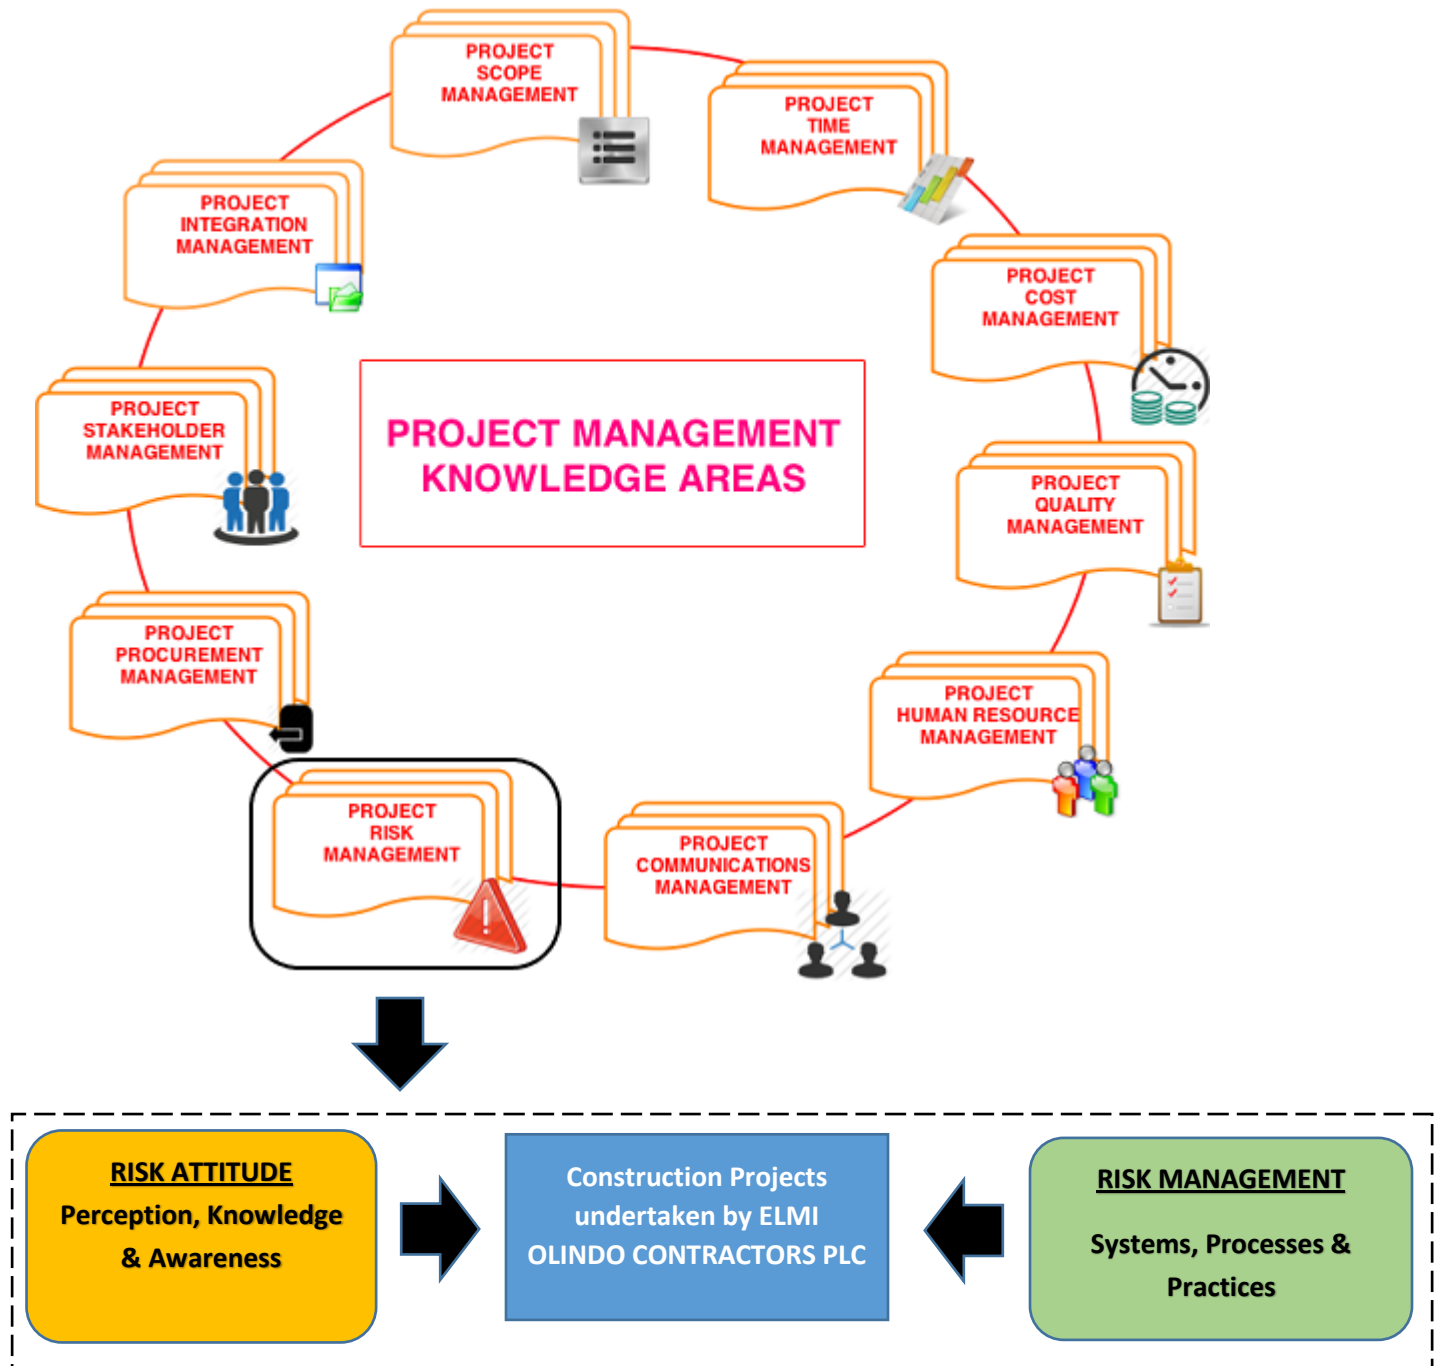 PROJECT
SCOPE
MANAGEMENT
PROJECT
TIME
MANAGEMENT
PROJECT
INTEGRATION
MANAGEMENT
PROJECT
COST
MANAGEMENT
PROJECT MANAGEMENT
KNOWLEDGE AREAS
PROJECT
STAKEHOLDER
MANAGEMENT
PROJECT
QUALITY
MANAGEMENT
PROJECT
PROCUREMENT
MANAGEMENT
PROJECT
HUMAN RESOURCE
MANAGEMENT
PROJECT
RISK
MANAGEMENT
PROJECT
COMMUNICATIONS
MANAGEMENT
RISK ATTITUDE
Perception, Knowledge
& Awareness
Construction Projects
undertaken by ELMI
OLINDO CONTRACTORS PLC
RISK MANAGEMENT
Systems, Processes &
Practices